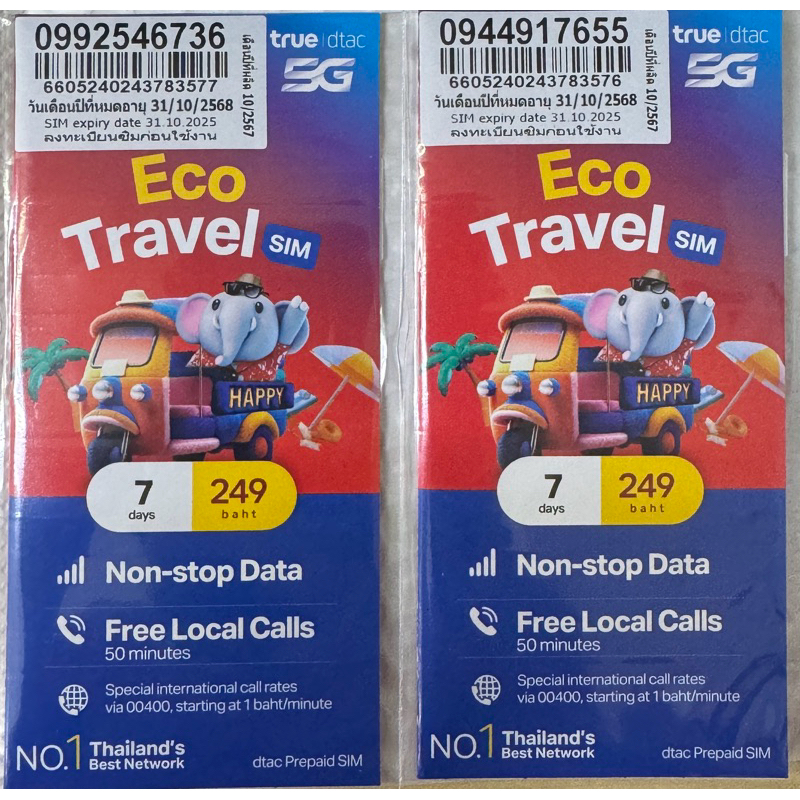 0992546736
6605240243783577
วันเดือนปีที่หมดอายุ 31/10/2568
SIM expiry date 31.10.2025
ลงทะเบียนซิมก่อนใช้งาน
เดือนปีที่ผลิต 10/2567
true dtac
5G
Eco
Travel SIM
HAPPY
7 days
249 baht
Non-stop Data
Free Local Calls
50 minutes
Special international call rates
via 00400, starting at 1 baht/minute
NO.1 Thailand's
Best Network
dtac Prepaid SIM
0944917655
6605240243783576
วันเดือนปีที่หมดอายุ 31/10/2568
SIM expiry date 31.10.2025
ลงทะเบียนซิมก่อนใช้งาน
เดือนปีที่ผลิต 10/2567
true dtac
5G
Eco
Travel SIM
HAPPY
7 days
249 baht
Non-stop Data
Free Local Calls
50 minutes
Special international call rates
via 00400, starting at 1 baht/minute
NO.1 Thailand's
Best Network
dtac Prepaid SIM